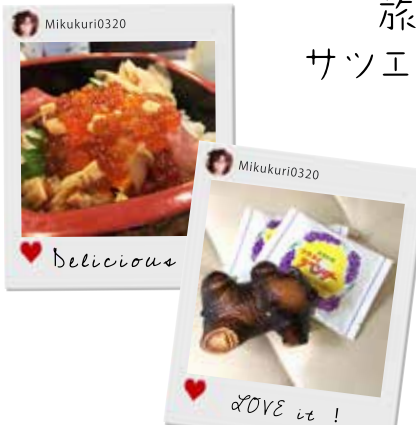 旅
サツエ
Mikukuri0320
Delicious
Mikukuri0320
LOVE it !